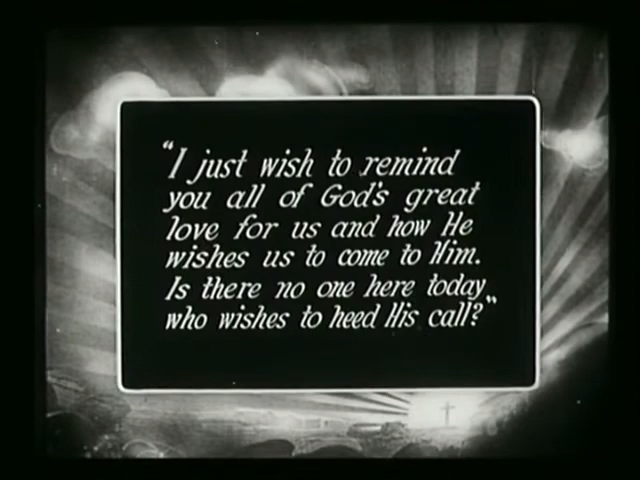 "I just wish to remind
you all of God's great
love for us and how He
wishes us to come to Him.
Is there no one here today
who wishes to heed His call?"